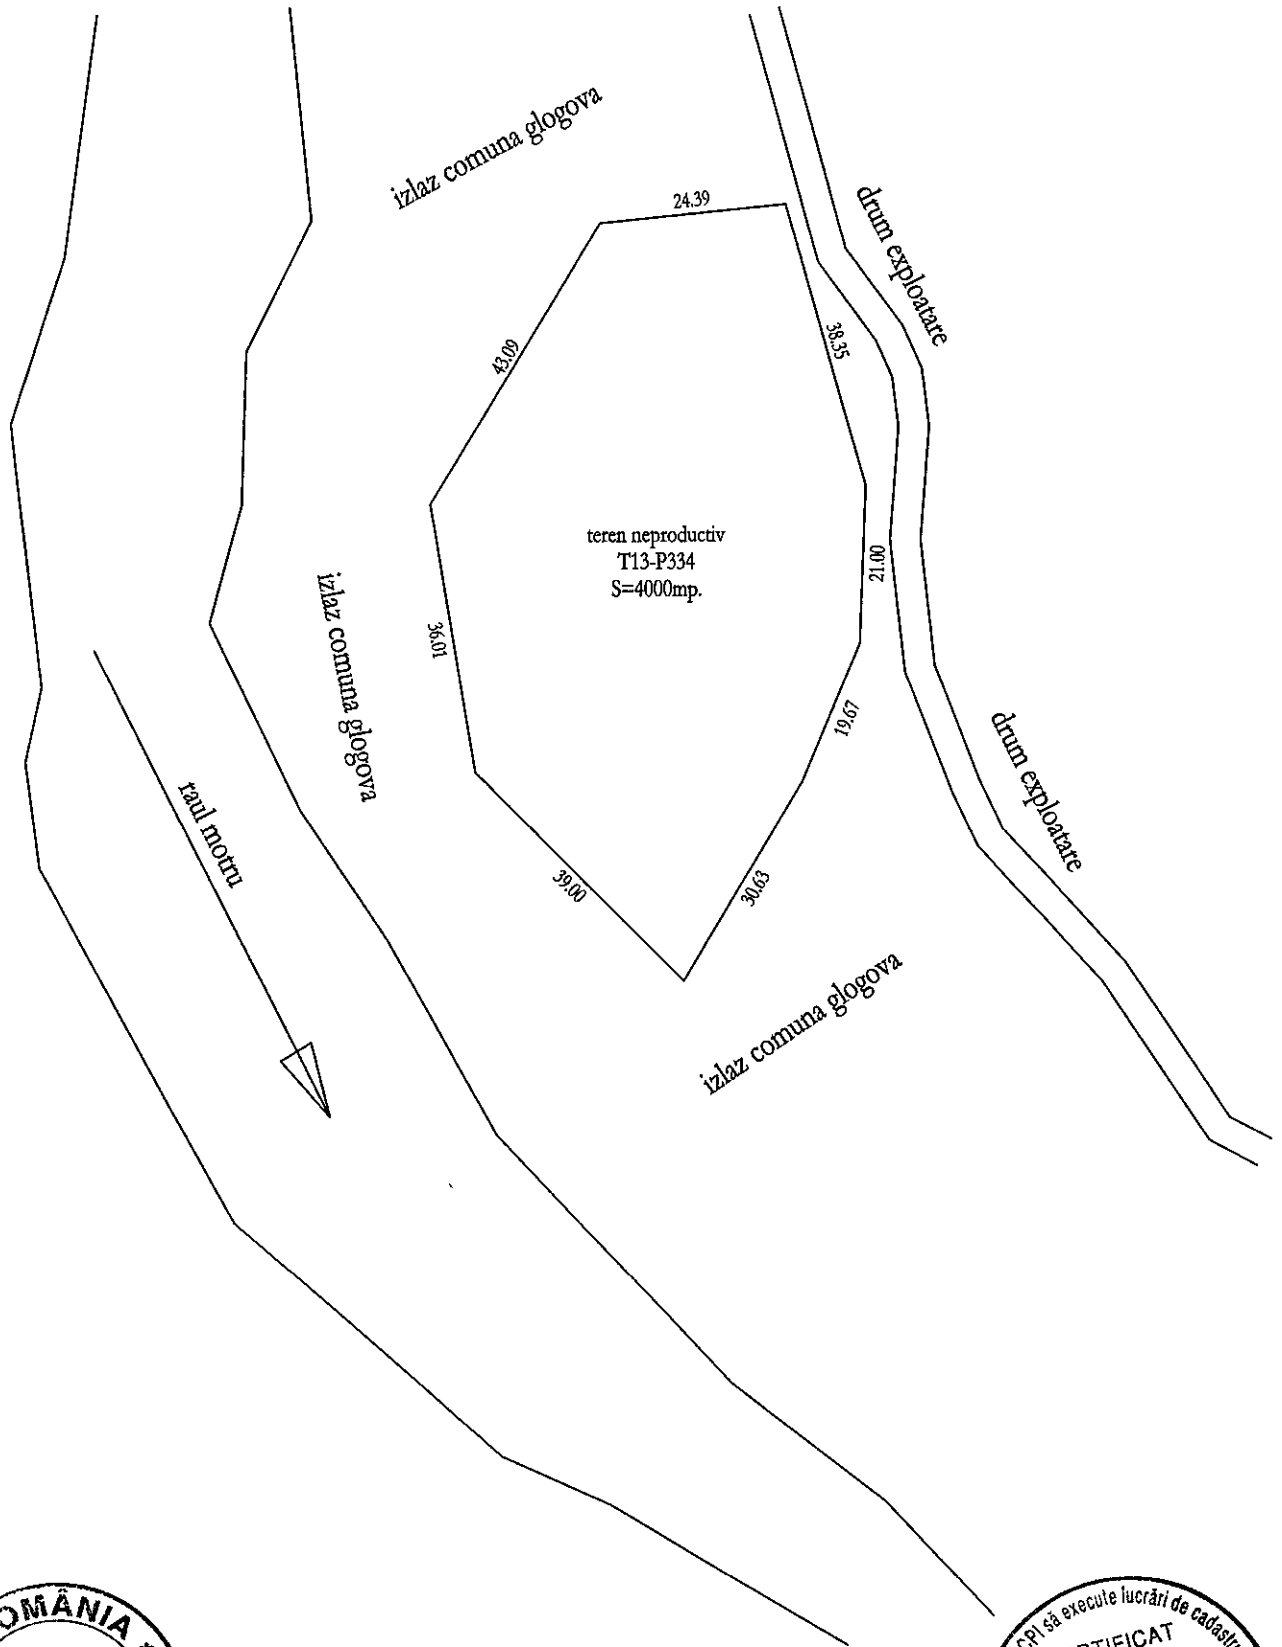 izlaz comuna glogova
24.39
drum exploatare
43.09
38.35
teren neproductiv
T13-P334
S=4000mp.
21.00
izlaz comuna glogova
36.01
19.67
drum exploatare
raul motru
39.00
30.63
izlaz comuna glogova
OMÂNIA
CPI să execute lucrări de cadastru
RTIFICAT